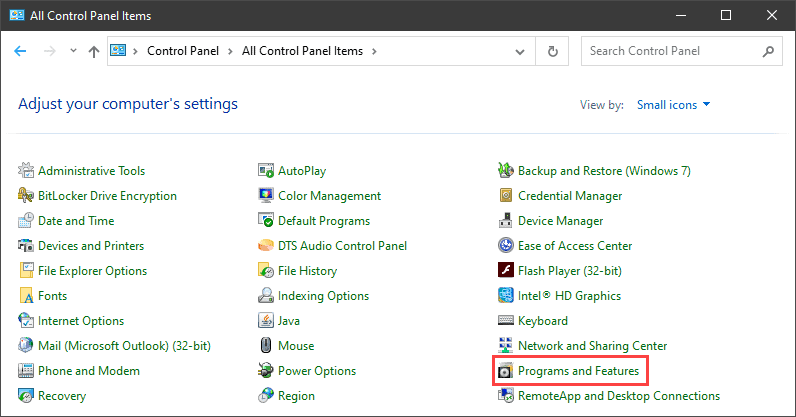 All Control Panel Items
Control Panel > All Control Panel Items >
Search Control Panel
Adjust your computer's settings
View by: Small icons
Administrative Tools
AutoPlay
Backup and Restore (Windows 7)
BitLocker Drive Encryption
Color Management
Credential Manager
Date and Time
Default Programs
Device Manager
Devices and Printers
DTS Audio Control Panel
Ease of Access Center
File Explorer Options
File History
Flash Player (32-bit)
Fonts
Indexing Options
Intel® HD Graphics
Internet Options
Java
Keyboard
Mail (Microsoft Outlook) (32-bit)
Mouse
Network and Sharing Center
Phone and Modem
Power Options
Programs and Features
Recovery
Region
RemoteApp and Desktop Connections